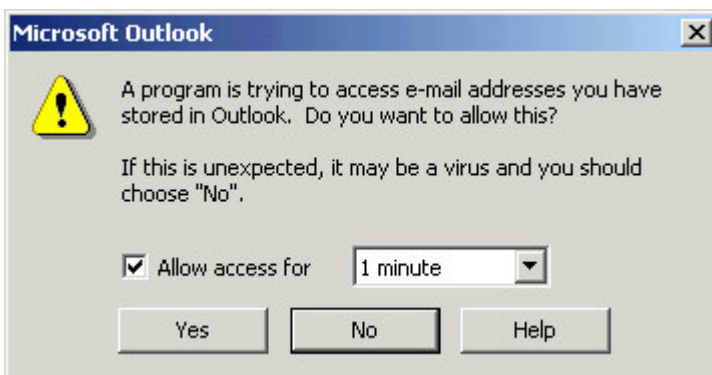 Microsoft Outlook
A program is trying to access e-mail addresses you have
stored in Outlook. Do you want to allow this?
If this is unexpected, it may be a virus and you should
choose "No".
Allow access for 1 minute
Yes No Help